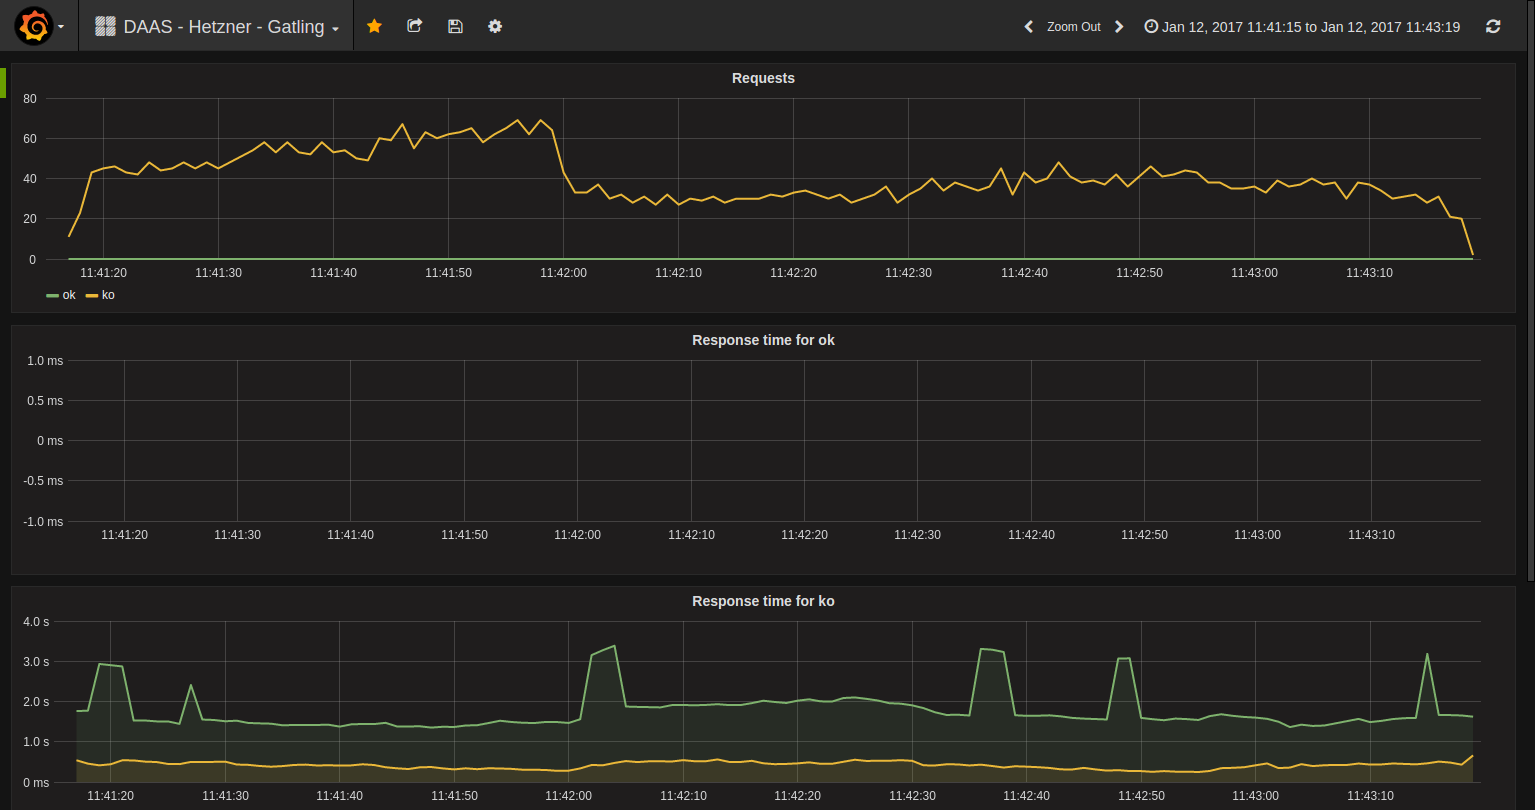 DAAS - Hetzner - Gatling
Zoom Out
Jan 12, 2017 11:41:15 to Jan 12, 2017 11:43:19
Requests
80
60
40
20
0
11:41:20 11:41:30 11:41:40 11:41:50 11:42:00 11:42:10 11:42:20 11:42:30 11:42:40 11:42:50 11:43:00 11:43:10
ok ko
Response time for ok
1.0 ms
0.5 ms
0 ms
-0.5 ms
-1.0 ms
11:41:20 11:41:30 11:41:40 11:41:50 11:42:00 11:42:10 11:42:20 11:42:30 11:42:40 11:42:50 11:43:00 11:43:10
Response time for ko
4.0 s
3.0 s
2.0 s
1.0 s
0 ms
11:41:20 11:41:30 11:41:40 11:41:50 11:42:00 11:42:10 11:42:20 11:42:30 11:42:40 11:42:50 11:43:00 11:43:10